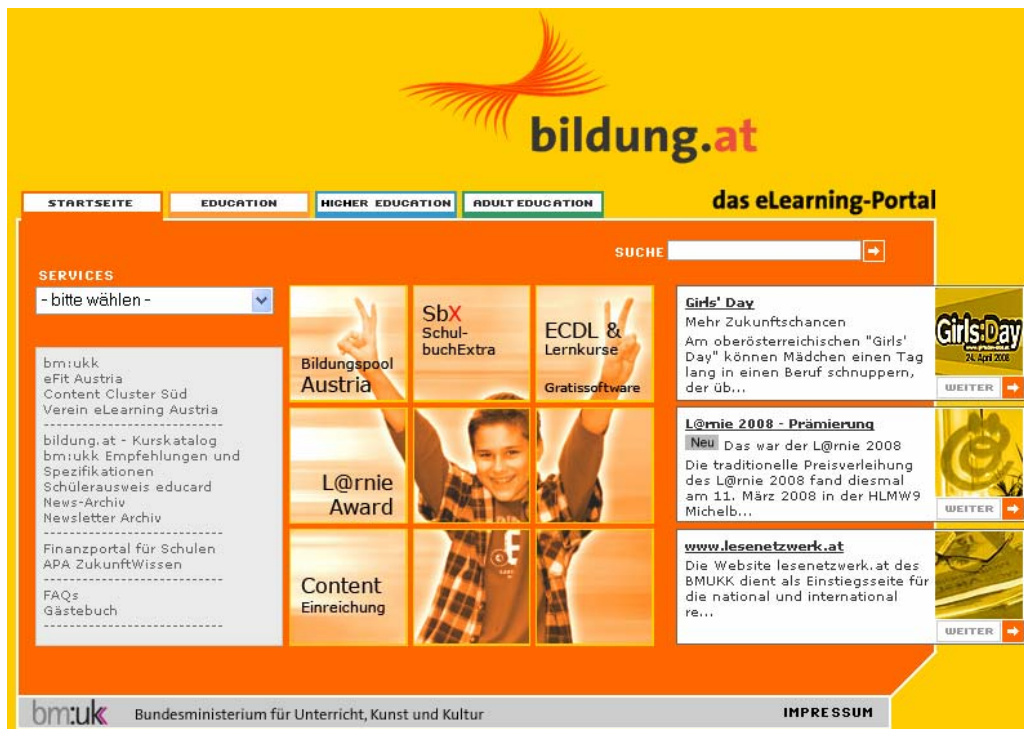 bildung.at
das eLearning-Portal
STARTSEITE
EDUCATION
HIGHER EDUCATION
ADULT EDUCATION
SUCHE
SERVICES
- bitte wählen -
bm:ukk
eFit Austria
Content Cluster Süd
Verein eLearning Austria
------------------------
bildung.at - Kurskatalog
bm:ukk Empfehlungen und
Spezifikationen
Schülerausweis educard
News-Archiv
Newsletter Archiv
------------------------
Finanzportal für Schulen
APA ZukunftWissen
------------------------
FAQs
Gästebuch
------------------------
Bildungspool
Austria
SbX
Schul-
buchExtra
ECDL &
Lernkurse
Gratissoftware
L@rnie
Award
Content
Einreichung
Girls' Day
Mehr Zukunftschancen
Am oberösterreichischen "Girls'
Day" können Mädchen einen Tag
lang in einen Beruf schnuppern,
der üb...
Girls:Day
24. April 2008
WEITER
L@rnie 2008 - Prämierung
Neu Das war der L@rnie 2008
Die traditionelle Preisverleihung
des L@rnie 2008 fand diesmal
am 11. März 2008 in der HLMW9
Michelb...
WEITER
www.lesenetzwerk.at
Die Website lesenetzwerk.at des
BMUKK dient als Einstiegsseite für
die national und international
re...
WEITER
bm:uk
Bundesministerium für Unterricht, Kunst und Kultur
IMPRESSUM